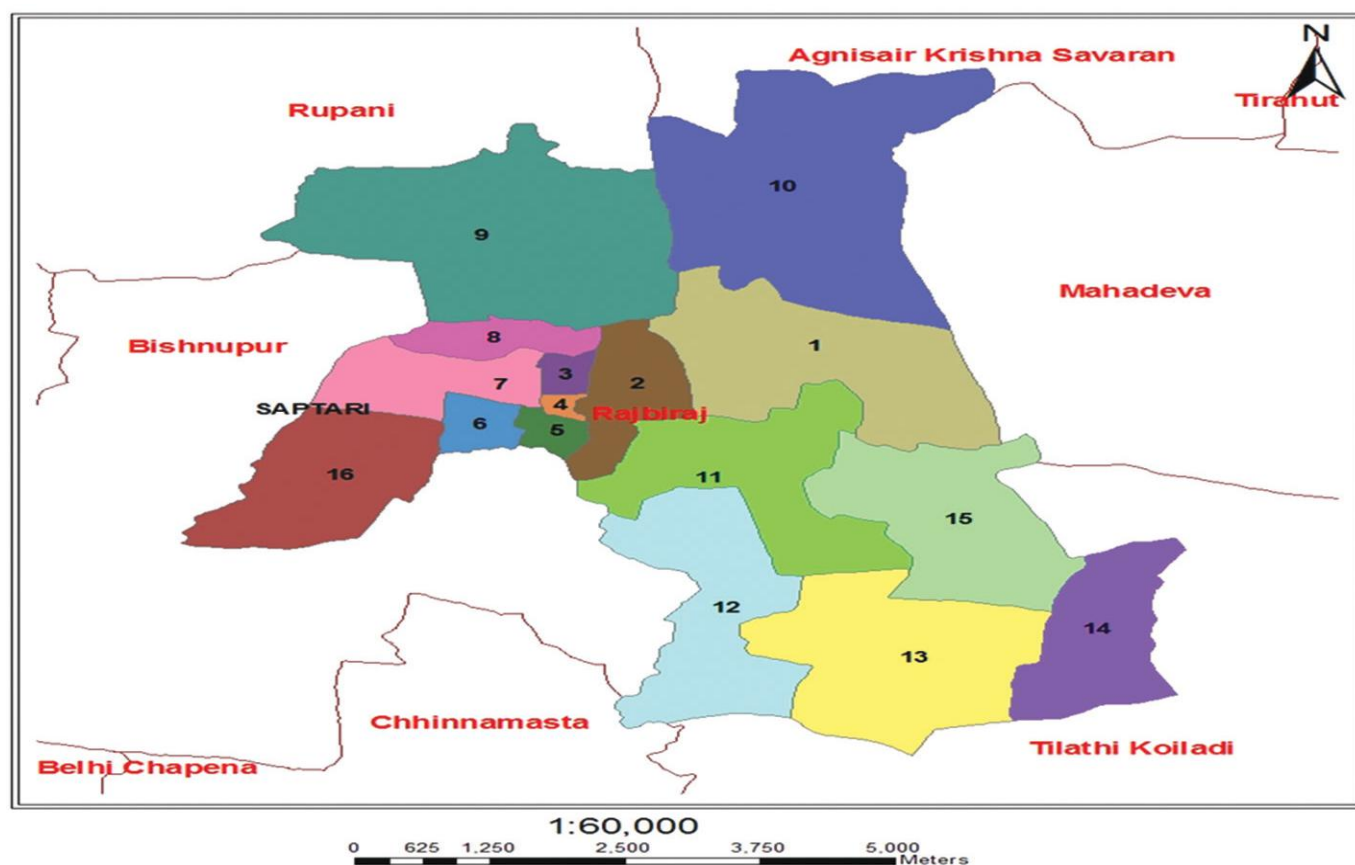 N
Agnisair Krishna Savaran
Tirahut
Rupani
10
9
Mahadeva
Bishnupur
8
1
3
7
2
SAPTARI
4
Rajbiraj
6
5
16
11
15
12
14
13
Chhinnamasta
Tilathi Koiladi
Belhi Chapena
1:60,000
0 625 1,250 2,500 3,750 5,000
Meters